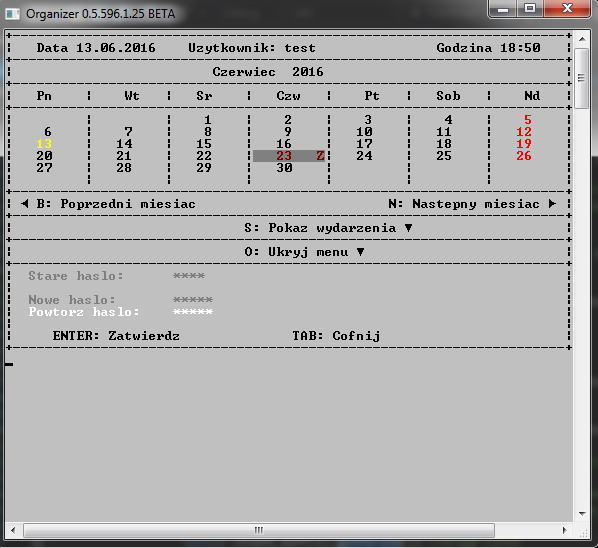 Organizer 0.5.596.1.25 BETA
Data 13.06.2016 Uzytkownik: test Godzina 18:50
Czerwiec 2016
Pn ¦ Wt ¦ Sr ¦ Czw ¦ Pt ¦ Sob ¦ Nd
1 2 3 4 5
6 7 8 9 10 11 12
13 14 15 16 17 18 19
20 21 22 23 Z 24 25 26
27 28 29 30
◄ B: Poprzedni miesiac N: Nastepny miesiac ►
S: Pokaz wydarzenia ▼
O: Ukryj menu ▼
Stare haslo: ****
Nowe haslo: *****
Powtorz haslo: *****
ENTER: Zatwierdz TAB: Cofnij